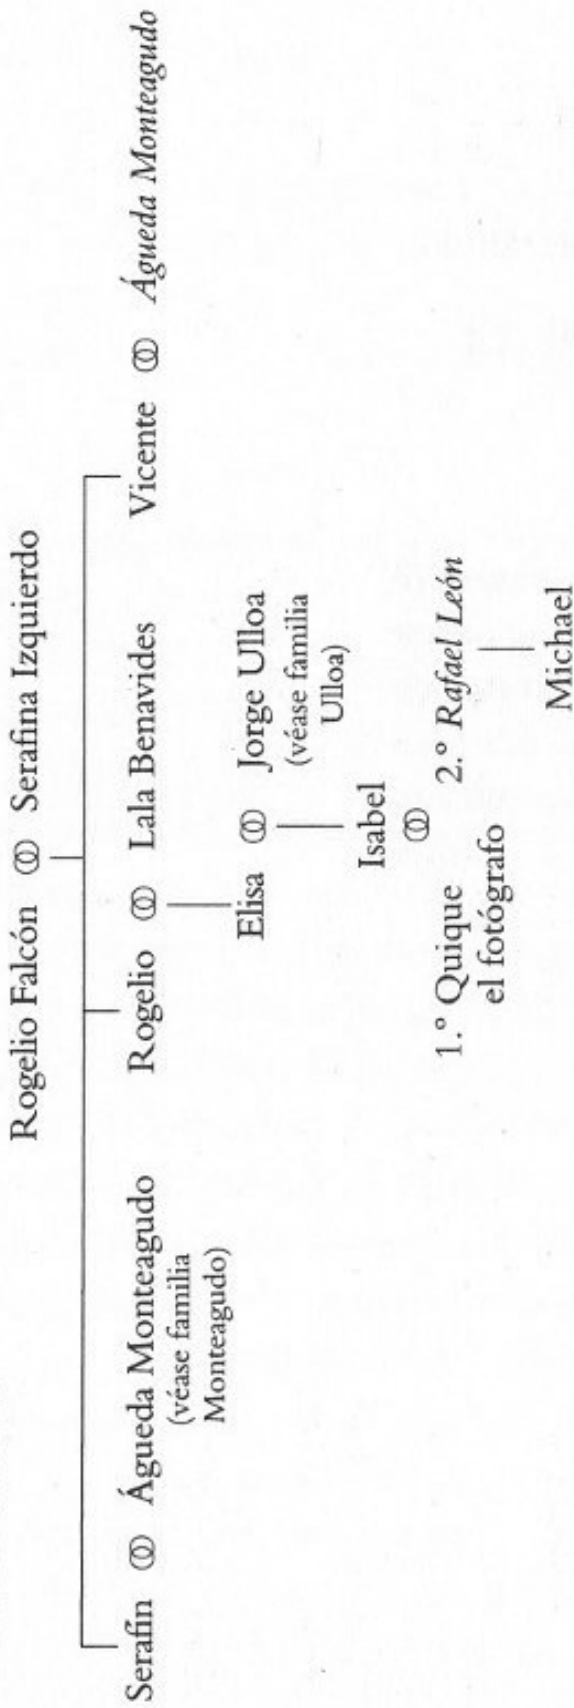 Rogelio Falcón ⚭ Serafina Izquierdo
Serafín ⚭ Águeda Monteagudo
(véase familia
Monteagudo)
Rogelio ⚭ Lala Benavides
Vicente ⚭ Águeda Monteagudo
Elisa ⚭ Jorge Ulloa
(véase familia
Ulloa)
Isabel
⚭
1.º Quique
el fotógrafo
2.º Rafael León
Michael